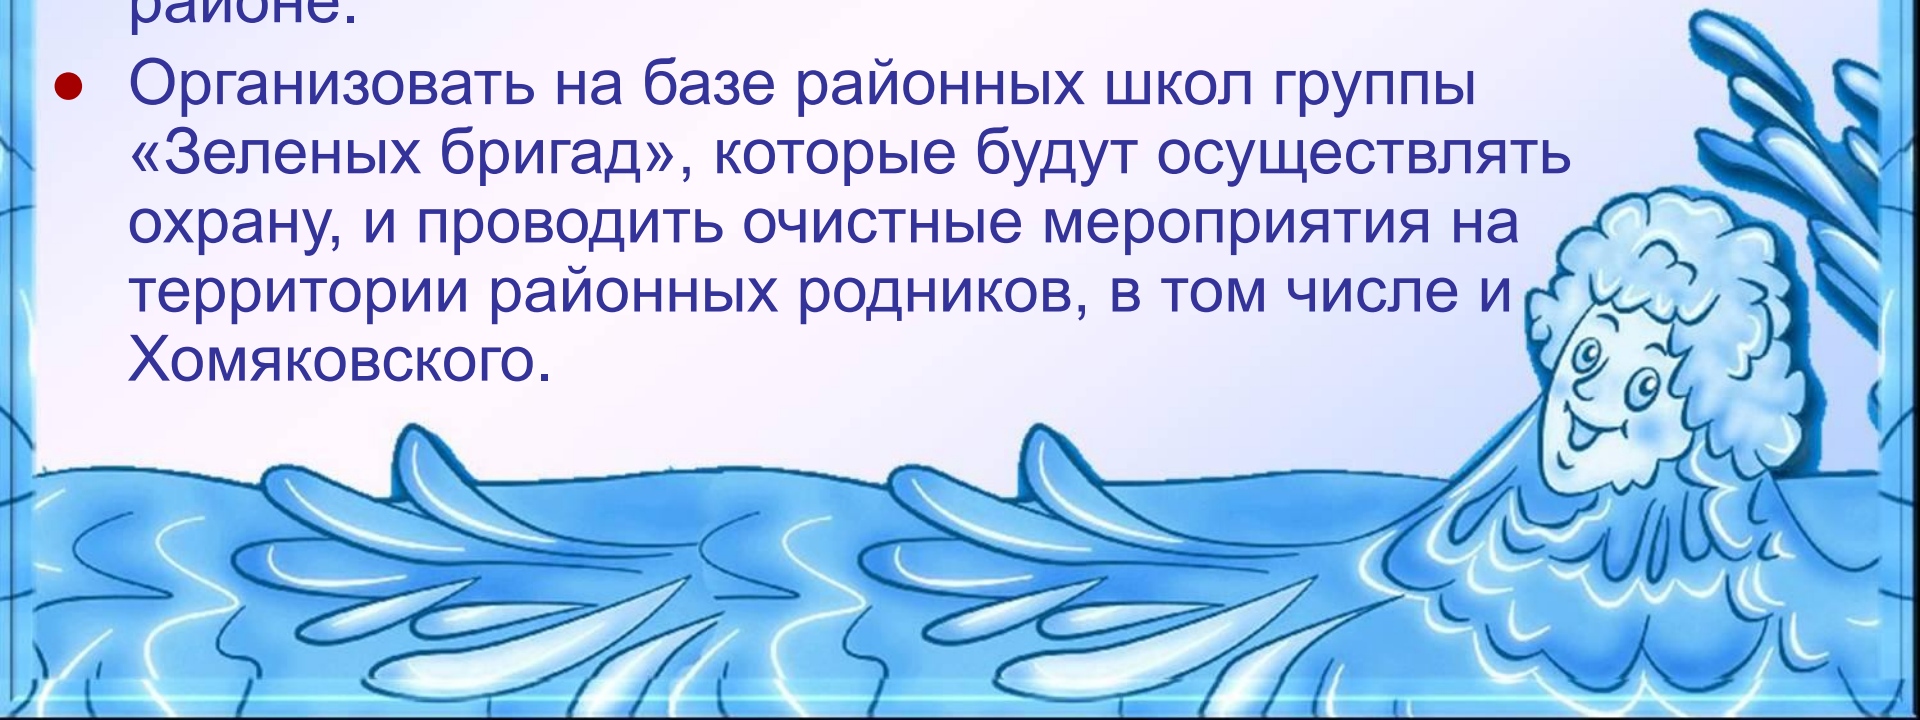 районе.
• Организовать на базе районных школ группы
«Зеленых бригад», которые будут осуществлять
охрану, и проводить очистные мероприятия на
территории районных родников, в том числе и
Хомяковского.